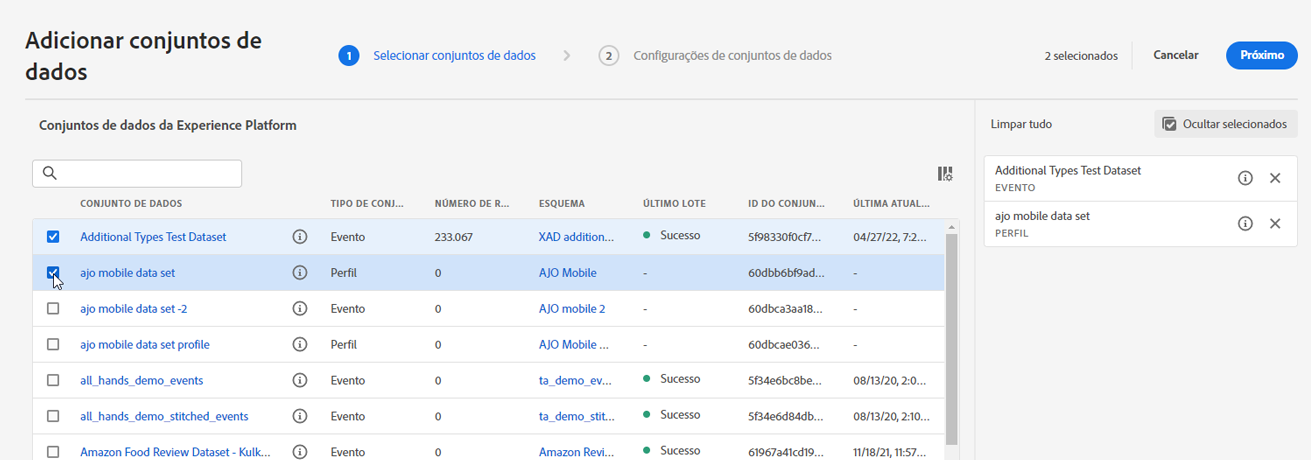 Adicionar conjuntos de
dados
1 Selecionar conjuntos de dados
2 Configurações de conjuntos de dados
2 selecionados
Cancelar
Próximo
Conjuntos de dados da Experience Platform
Limpar tudo
Ocultar selecionados
CONJUNTO DE DADOS TIPO DE CONJ... NÚMERO DE R... ESQUEMA ÚLTIMO LOTE ID DO CONJUN... ÚLTIMA ATUAL...
Additional Types Test Dataset Evento 233.067 XAD addition... Sucesso 5f98330f0cf7... 04/27/22, 7:2...
ajo mobile data set Perfil 0 AJO Mobile - 60dbb6bf9ad... -
ajo mobile data set -2 Evento 0 AJO mobile 2 - 60dbca3aa18... -
ajo mobile data set profile Perfil 0 AJO Mobile ... - 60dbcae036... -
all_hands_demo_events Evento 0 ta_demo_ev... Sucesso 5f34e6bc8be... 08/13/20, 2:0...
all_hands_demo_stitched_events Evento 0 ta_demo_stit... Sucesso 5f34e6d84db... 08/13/20, 2:10...
Amazon Food Review Dataset - Kulk... Evento 0 Amazon Revi... Sucesso 61967a41cd19... 11/18/21, 11:57...
Additional Types Test Dataset
EVENTO
ajo mobile data set
PERFIL